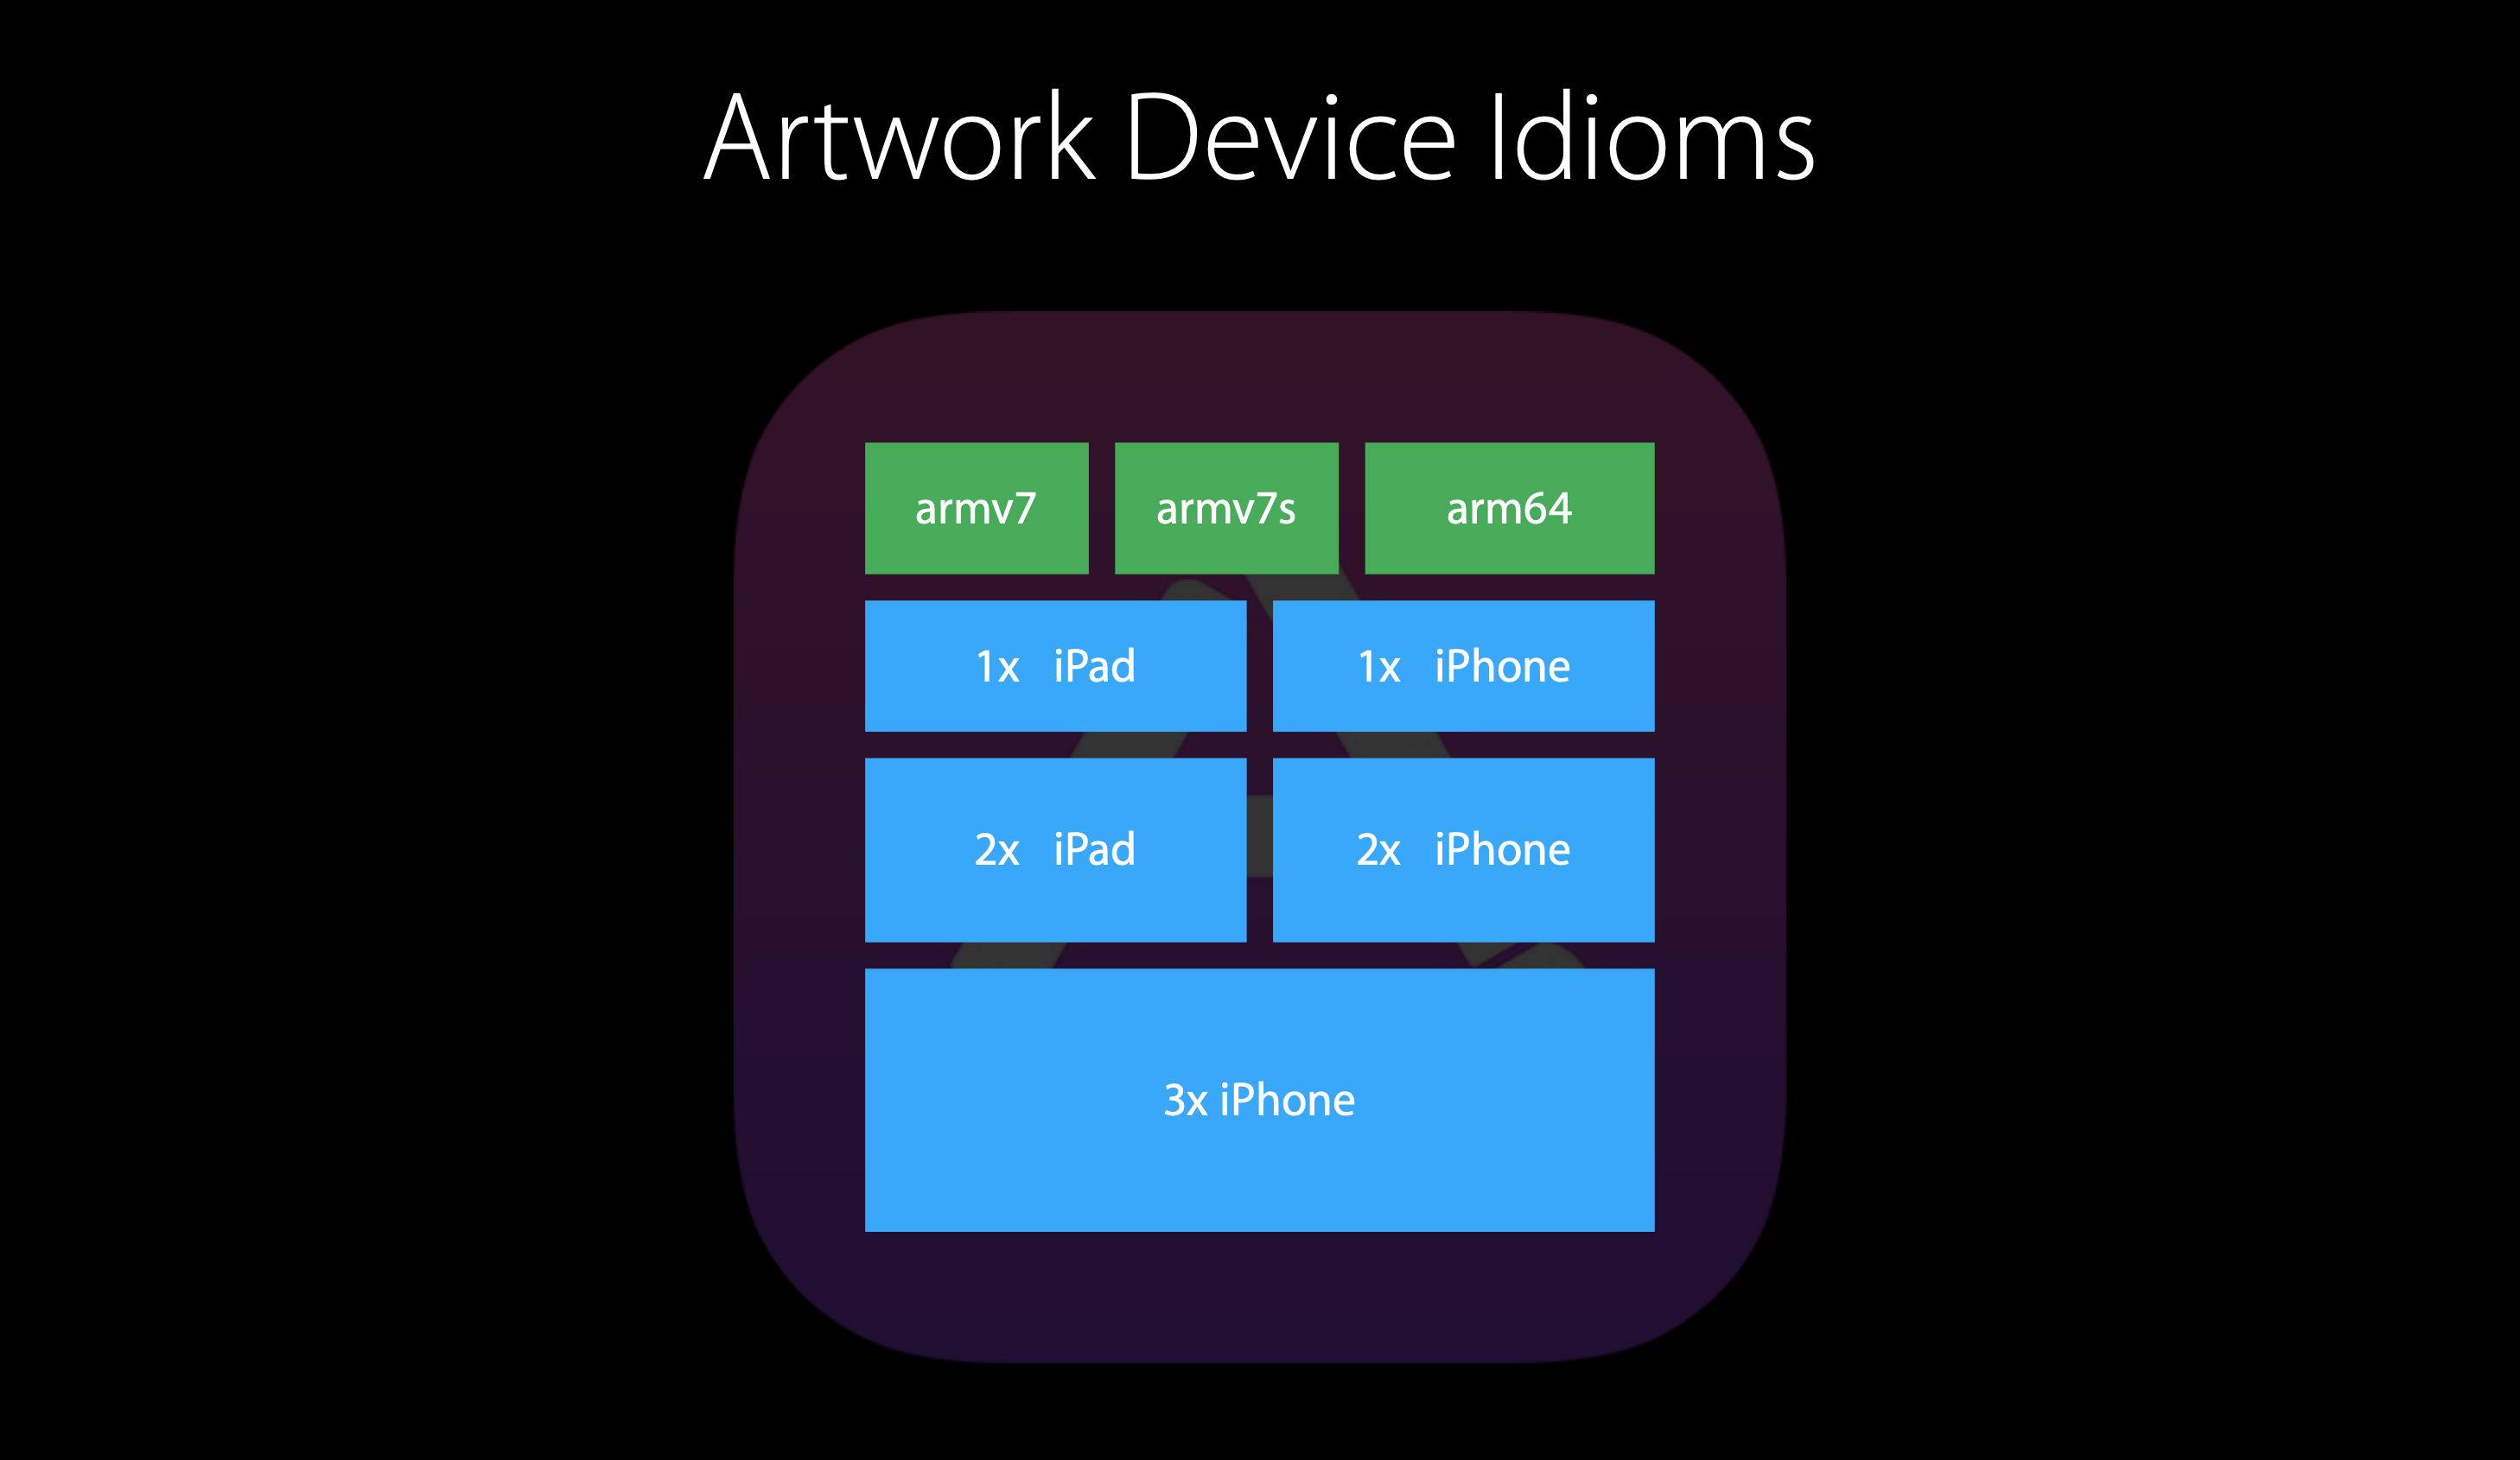 Artwork Device Idioms
armv7 armv7s arm64
1x iPad 1x iPhone
2x iPad 2x iPhone
3x iPhone